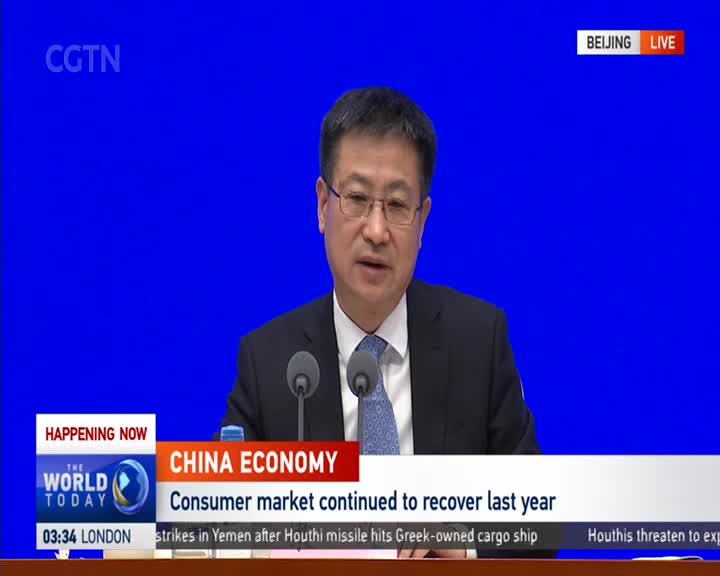 CGTN
BEIJING LIVE
HAPPENING NOW
CHINA ECONOMY
THE
WORLD
TODAY
Consumer market continued to recover last year
03:34 LONDON
strikes in Yemen after Houthi missile hits Greek-owned cargo ship Houthis threaten to exp